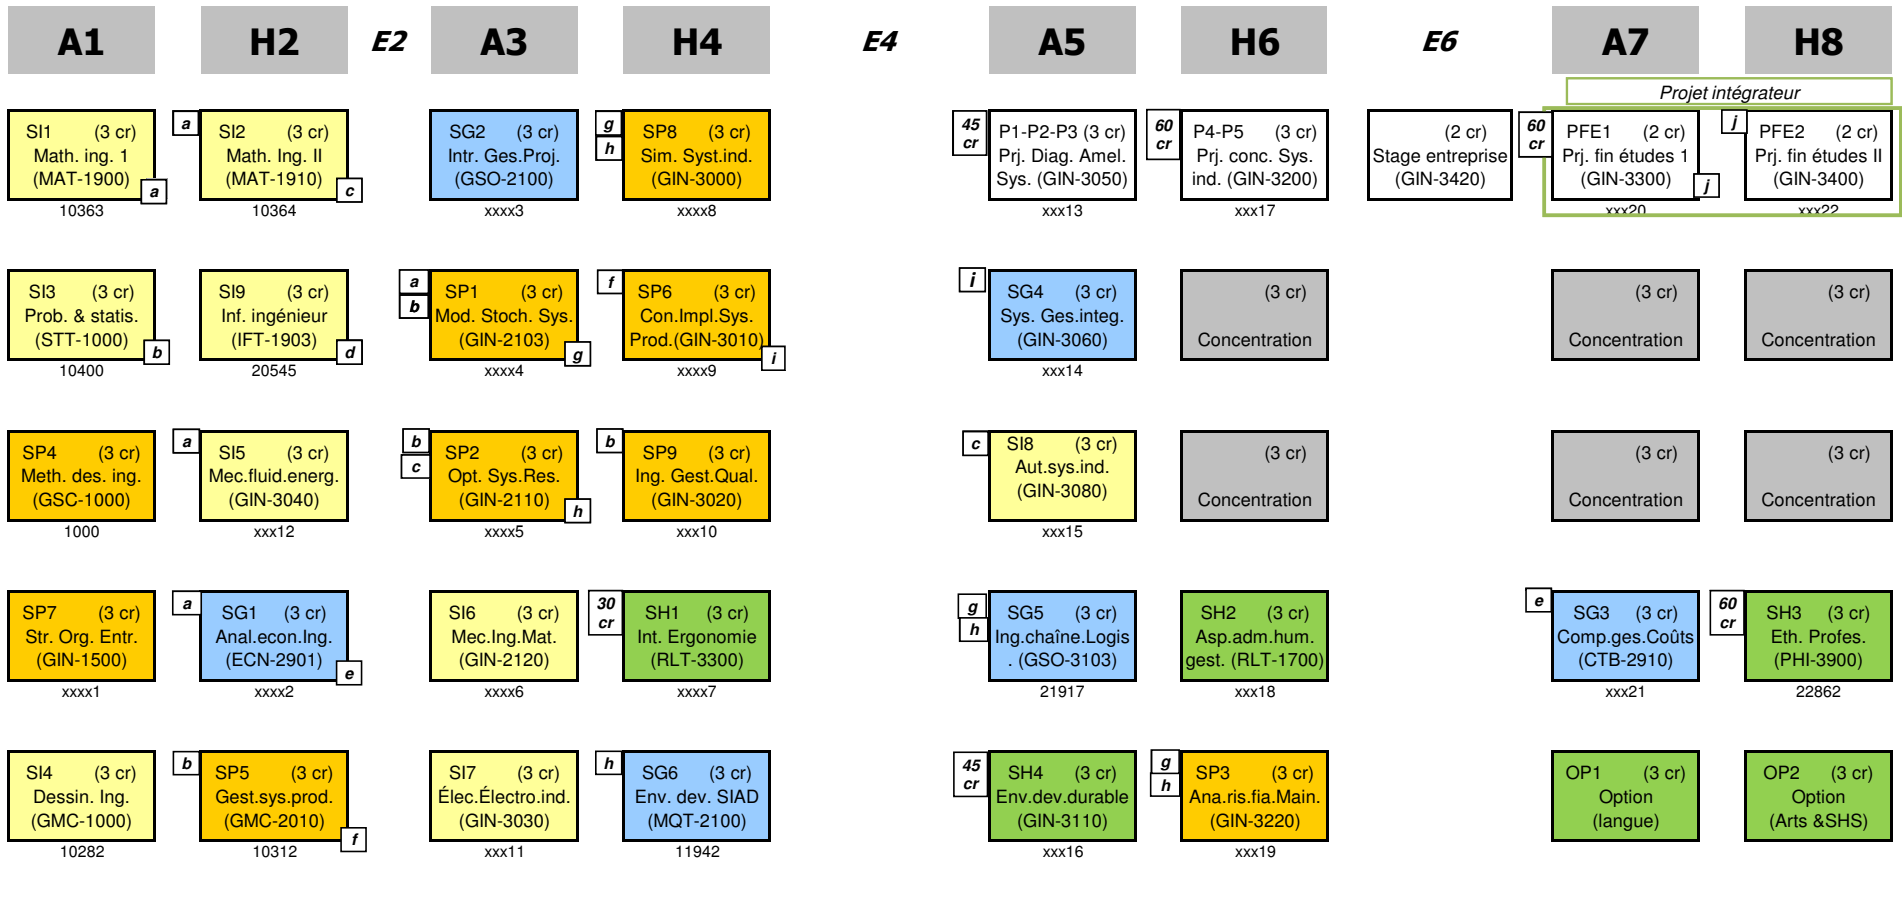 A1
H2
E2
A3
H4
E4
A5
H6
E6
A7
H8
Projet intégrateur
SI1 (3 cr)
Math. ing. 1
(MAT-1900)
a
10363
a
SI2 (3 cr)
Math. Ing. II
(MAT-1910)
c
10364
SG2 (3 cr)
Intr. Ges.Proj.
(GSO-2100)
xxxx3
g
h
SP8 (3 cr)
Sim. Syst.ind.
(GIN-3000)
xxxx8
45
cr
P1-P2-P3 (3 cr)
Prj. Diag. Amel.
Sys. (GIN-3050)
xxx13
60
cr
P4-P5 (3 cr)
Prj. conc. Sys.
ind. (GIN-3200)
xxx17
(2 cr)
Stage entreprise
(GIN-3420)
60
cr
PFE1 (2 cr)
Prj. fin études 1
(GIN-3300)
j
xxx20
j
PFE2 (2 cr)
Prj. fin études II
(GIN-3400)
xxx22
SI3 (3 cr)
Prob. & statis.
(STT-1000)
b
10400
SI9 (3 cr)
Inf. ingénieur
(IFT-1903)
d
20545
a
b
SP1 (3 cr)
Mod. Stoch. Sys.
(GIN-2103)
g
xxxx4
f
SP6 (3 cr)
Con.Impl.Sys.
Prod.(GIN-3010)
i
xxxx9
i
SG4 (3 cr)
Sys. Ges.integ.
(GIN-3060)
xxx14
(3 cr)
Concentration
(3 cr)
Concentration
(3 cr)
Concentration
SP4 (3 cr)
Meth. des. ing.
(GSC-1000)
1000
a
SI5 (3 cr)
Mec.fluid.energ.
(GIN-3040)
xxx12
b
c
SP2 (3 cr)
Opt. Sys.Res.
(GIN-2110)
h
xxxx5
b
SP9 (3 cr)
Ing. Gest.Qual.
(GIN-3020)
xxx10
c
SI8 (3 cr)
Aut.sys.ind.
(GIN-3080)
xxx15
(3 cr)
Concentration
(3 cr)
Concentration
(3 cr)
Concentration
SP7 (3 cr)
Str. Org. Entr.
(GIN-1500)
xxxx1
a
SG1 (3 cr)
Anal.econ.Ing.
(ECN-2901)
e
xxxx2
SI6 (3 cr)
Mec.Ing.Mat.
(GIN-2120)
xxxx6
30
cr
SH1 (3 cr)
Int. Ergonomie
(RLT-3300)
xxxx7
g
h
SG5 (3 cr)
Ing.chaîne.Logis
. (GSO-3103)
21917
SH2 (3 cr)
Asp.adm.hum.
gest. (RLT-1700)
xxx18
e
SG3 (3 cr)
Comp.ges.Coûts
(CTB-2910)
xxx21
60
cr
SH3 (3 cr)
Eth. Profes.
(PHI-3900)
22862
SI4 (3 cr)
Dessin. Ing.
(GMC-1000)
10282
b
SP5 (3 cr)
Gest.sys.prod.
(GMC-2010)
f
10312
SI7 (3 cr)
Élec.Électro.ind.
(GIN-3030)
xxx11
h
SG6 (3 cr)
Env. dev. SIAD
(MQT-2100)
11942
45
cr
SH4 (3 cr)
Env.dev.durable
(GIN-3110)
xxx16
g
h
SP3 (3 cr)
Ana.ris.fia.Main.
(GIN-3220)
xxx19
OP1 (3 cr)
Option
(langue)
OP2 (3 cr)
Option
(Arts &SHS)